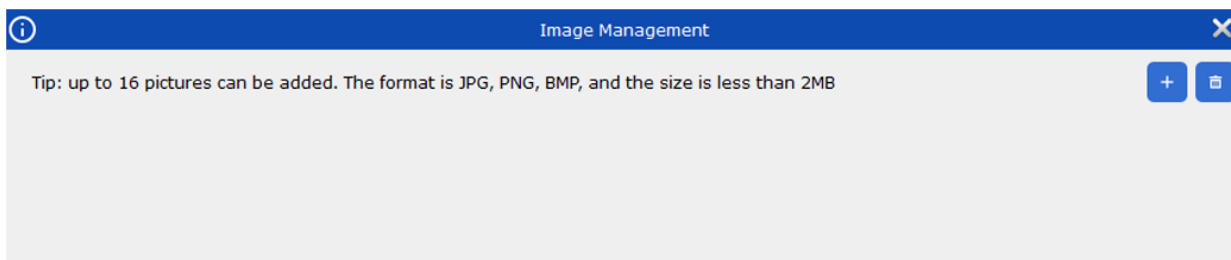 Image Management
Tip: up to 16 pictures can be added. The format is JPG, PNG, BMP, and the size is less than 2MB